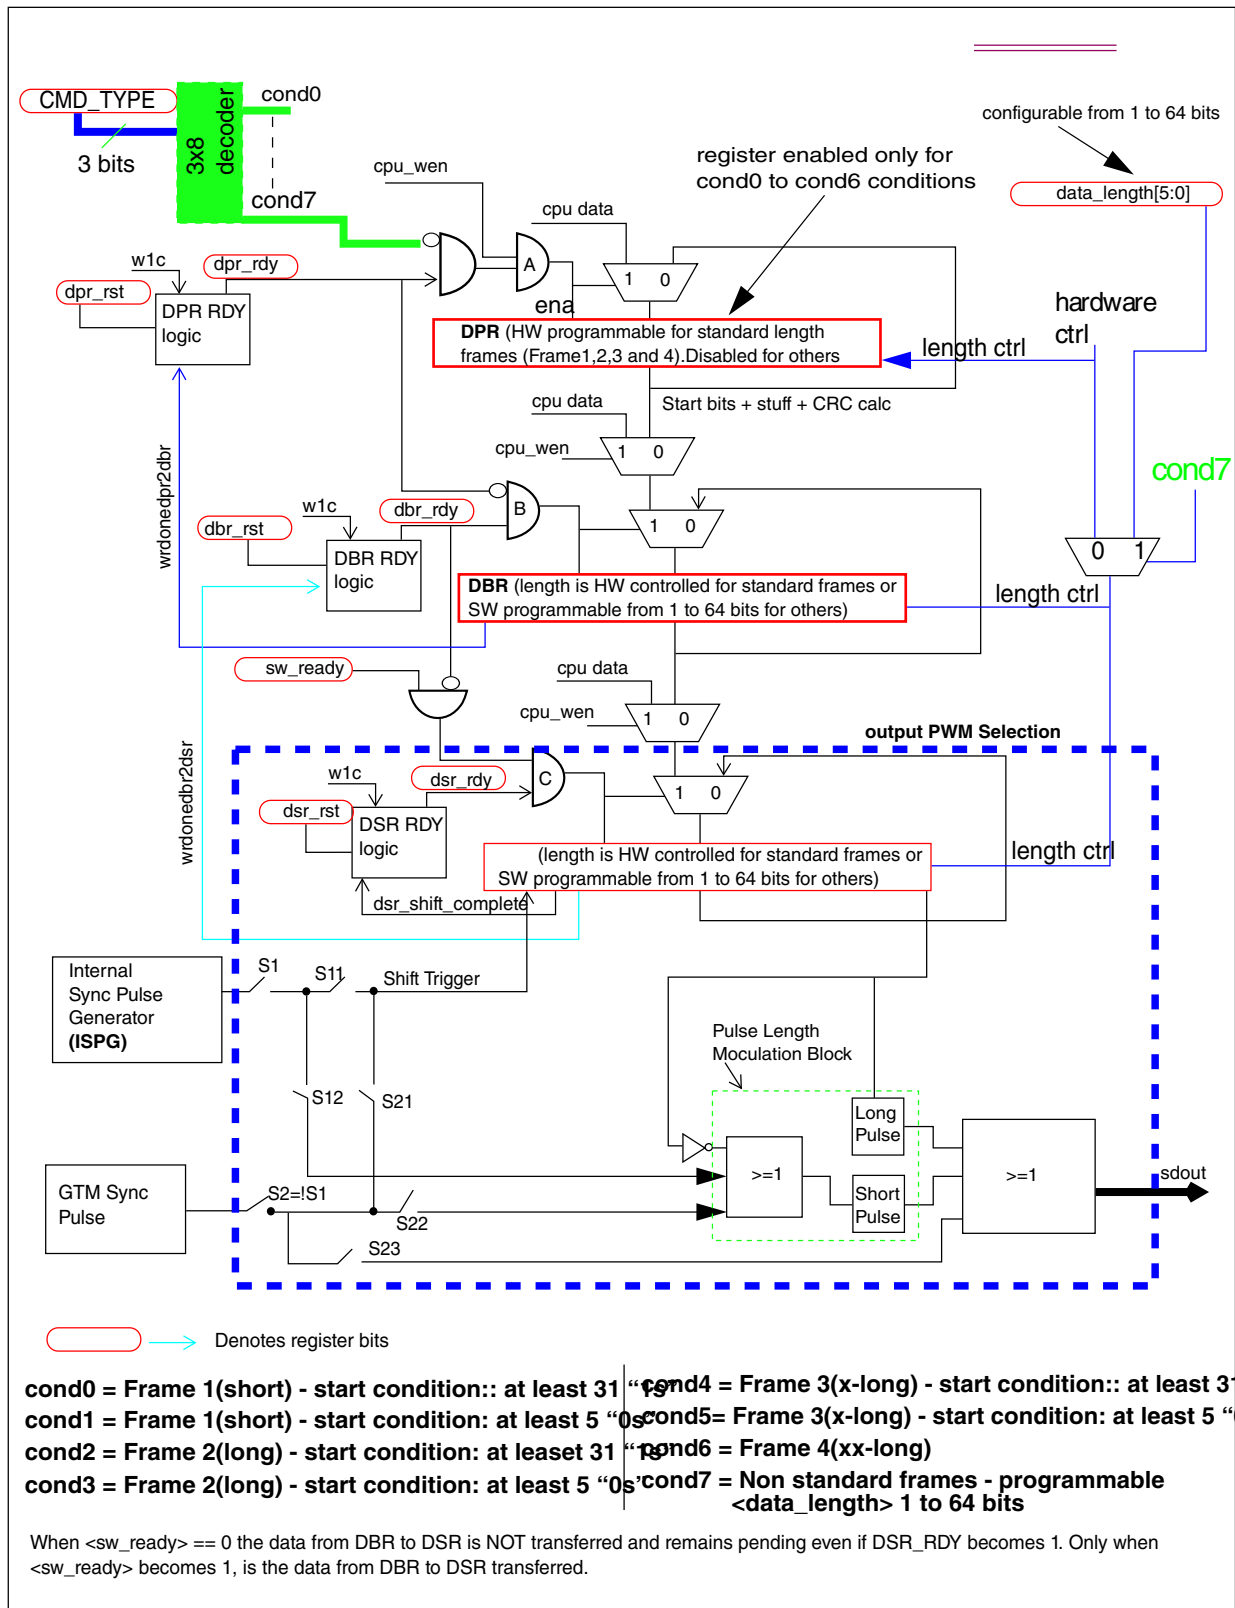 CMD_TYPE
3 bits
3x8
decoder
cond0
cond7
cpu_wen
cpu data
register enabled only for
cond0 to cond6 conditions
configurable from 1 to 64 bits
data_length[5:0]
w1c
dpr_rdy
dpr_rst
DPR RDY
logic
A
1 0
ena
DPR (HW programmable for standard length
frames (Frame1,2,3 and 4).Disabled for others
length ctrl
hardware
ctrl
Start bits + stuff + CRC calc
cpu data
cpu_wen
1 0
cond7
wrdonedpr2dbr
w1c
dbr_rdy
dbr_rst
DBR RDY
logic
B
1 0
0 1
DBR (length is HW controlled for standard frames or
SW programmable from 1 to 64 bits for others)
length ctrl
sw_ready
cpu data
cpu_wen
1 0
output PWM Selection
wrdonedbr2dsr
w1c
dsr_rdy
dsr_rst
DSR RDY
logic
C
1 0
(length is HW controlled for standard frames or
SW programmable from 1 to 64 bits for others)
length ctrl
dsr_shift_complete
Internal
Sync Pulse
Generator
(ISPG)
S1
S11
Shift Trigger
Pulse Length
Moculation Block
S12
S21
Long
Pulse
>=1
Short
Pulse
>=1
sdout
GTM Sync
Pulse
S2=!S1
S22
S23
Denotes register bits
cond0 = Frame 1(short) - start condition:: at least 31 “1s”
cond1 = Frame 1(short) - start condition: at least 5 “0s”
cond2 = Frame 2(long) - start condition: at leaset 31 “1s”
cond3 = Frame 2(long) - start condition: at least 5 “0s”
cond4 = Frame 3(x-long) - start condition:: at least 31
cond5= Frame 3(x-long) - start condition: at least 5 “
cond6 = Frame 4(xx-long)
cond7 = Non standard frames - programmable
<data_length> 1 to 64 bits
When <sw_ready> == 0 the data from DBR to DSR is NOT transferred and remains pending even if DSR_RDY becomes 1. Only when
<sw_ready> becomes 1, is the data from DBR to DSR transferred.